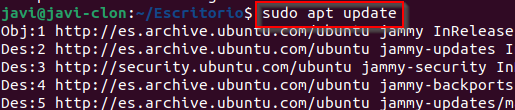 javi@javi-clon:~/Escritorio$ sudo apt update
Obj:1 http://es.archive.ubuntu.com/ubuntu jammy InRelease
Des:2 http://es.archive.ubuntu.com/ubuntu jammy-updates I
Des:3 http://security.ubuntu.com/ubuntu jammy-security In
Des:4 http://es.archive.ubuntu.com/ubuntu jammy-backports
Des:5 http://es.archive.ubuntu.com/ubuntu jammy-updates/m